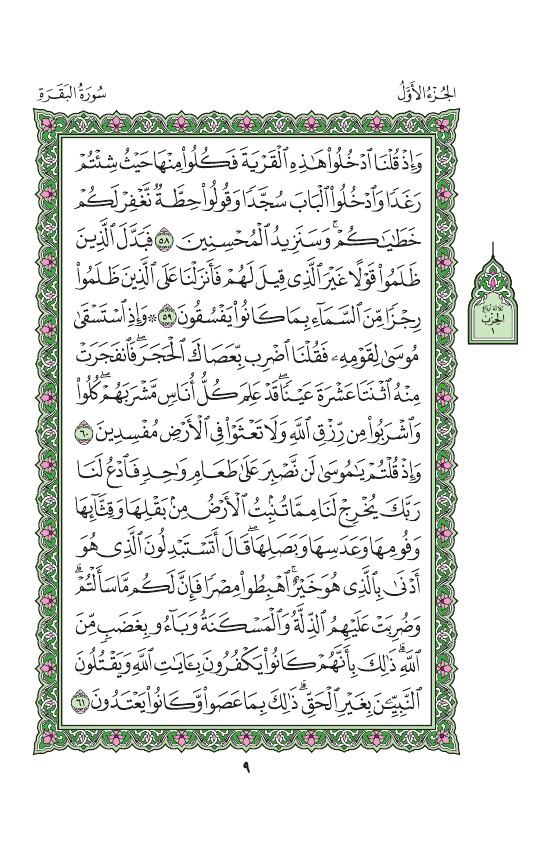 الجُزْءُ الأَوَّلُ
سُورَةُ البَقَرَةِ
وَإِذْ قُلْنَا ٱدْخُلُوا۟ هَـٰذِهِ ٱلْقَرْيَةَ فَكُلُوا۟ مِنْهَا حَيْثُ شِئْتُمْ
رَغَدًا وَٱدْخُلُوا۟ ٱلْبَابَ سُجَّدًا وَقُولُوا۟ حِطَّةٌ نَّغْفِرْ لَكُمْ
خَطَـٰيَـٰكُمْ ۚ وَسَنَزِيدُ ٱلْمُحْسِنِينَ ٥٨ فَبَدَّلَ ٱلَّذِينَ
ظَلَمُوا۟ قَوْلًا غَيْرَ ٱلَّذِى قِيلَ لَهُمْ فَأَنزَلْنَا عَلَى ٱلَّذِينَ ظَلَمُوا۟
رِجْزًا مِّنَ ٱلسَّمَآءِ بِمَا كَانُوا۟ يَفْسُقُونَ ٥٩ ۞ وَإِذِ ٱسْتَسْقَىٰ
مُوسَىٰ لِقَوْمِهِۦ فَقُلْنَا ٱضْرِب بِّعَصَاكَ ٱلْحَجَرَ ۖ فَٱنفَجَرَتْ
مِنْهُ ٱثْنَتَا عَشْرَةَ عَيْنًا ۖ قَدْ عَلِمَ كُلُّ أُنَاسٍ مَّشْرَبَهُمْ ۖ كُلُوا۟
وَٱشْرَبُوا۟ مِن رِّزْقِ ٱللَّهِ وَلَا تَعْثَوْا۟ فِى ٱلْأَرْضِ مُفْسِدِينَ ٦٠
وَإِذْ قُلْتُمْ يَـٰمُوسَىٰ لَن نَّصْبِرَ عَلَىٰ طَعَامٍ وَٰحِدٍ فَٱدْعُ لَنَا
رَبَّكَ يُخْرِجْ لَنَا مِمَّا تُنۢبِتُ ٱلْأَرْضُ مِنۢ بَقْلِهَا وَقِثَّآئِهَا
وَفُومِهَا وَعَدَسِهَا وَبَصَلِهَا ۖ قَالَ أَتَسْتَبْدِلُونَ ٱلَّذِى هُوَ
أَدْنَىٰ بِٱلَّذِى هُوَ خَيْرٌ ۚ ٱهْبِطُوا۟ مِصْرًا فَإِنَّ لَكُم مَّا سَأَلْتُمْ ۗ
وَضُرِبَتْ عَلَيْهِمُ ٱلذِّلَّةُ وَٱلْمَسْكَنَةُ وَبَآءُو بِغَضَبٍ مِّنَ
ٱللَّهِ ۗ ذَٰلِكَ بِأَنَّهُمْ كَانُوا۟ يَكْفُرُونَ بِـَٔايَـٰتِ ٱللَّهِ وَيَقْتُلُونَ
ٱلنَّبِيِّـۧنَ بِغَيْرِ ٱلْحَقِّ ۗ ذَٰلِكَ بِمَا عَصَوا۟ وَّكَانُوا۟ يَعْتَدُونَ ٦١
ثلاثة أرباع
الحزب
١
٩